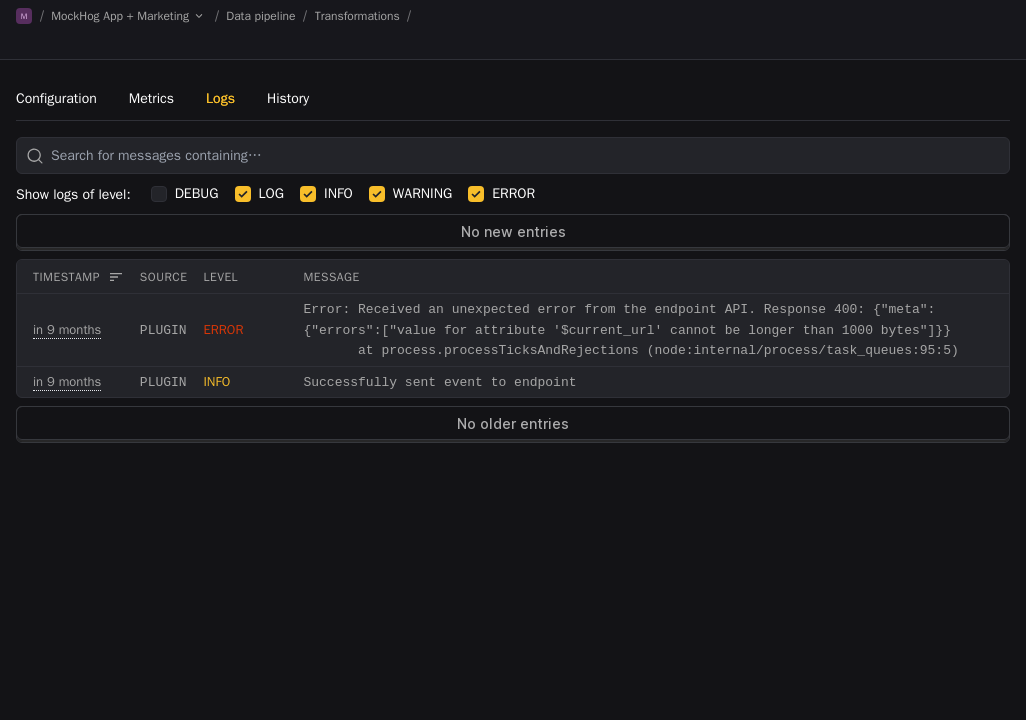 M / MockHog App + Marketing / Data pipeline / Transformations /
Configuration Metrics Logs History
Search for messages containing…
Show logs of level: DEBUG LOG INFO WARNING ERROR
No new entries
TIMESTAMP SOURCE LEVEL MESSAGE
Error: Received an unexpected error from the endpoint API. Response 400: {"meta":
in 9 months PLUGIN ERROR {"errors":["value for attribute '$current_url' cannot be longer than 1000 bytes"]}}
at process.processTicksAndRejections (node:internal/process/task_queues:95:5)
in 9 months PLUGIN INFO Successfully sent event to endpoint
No older entries